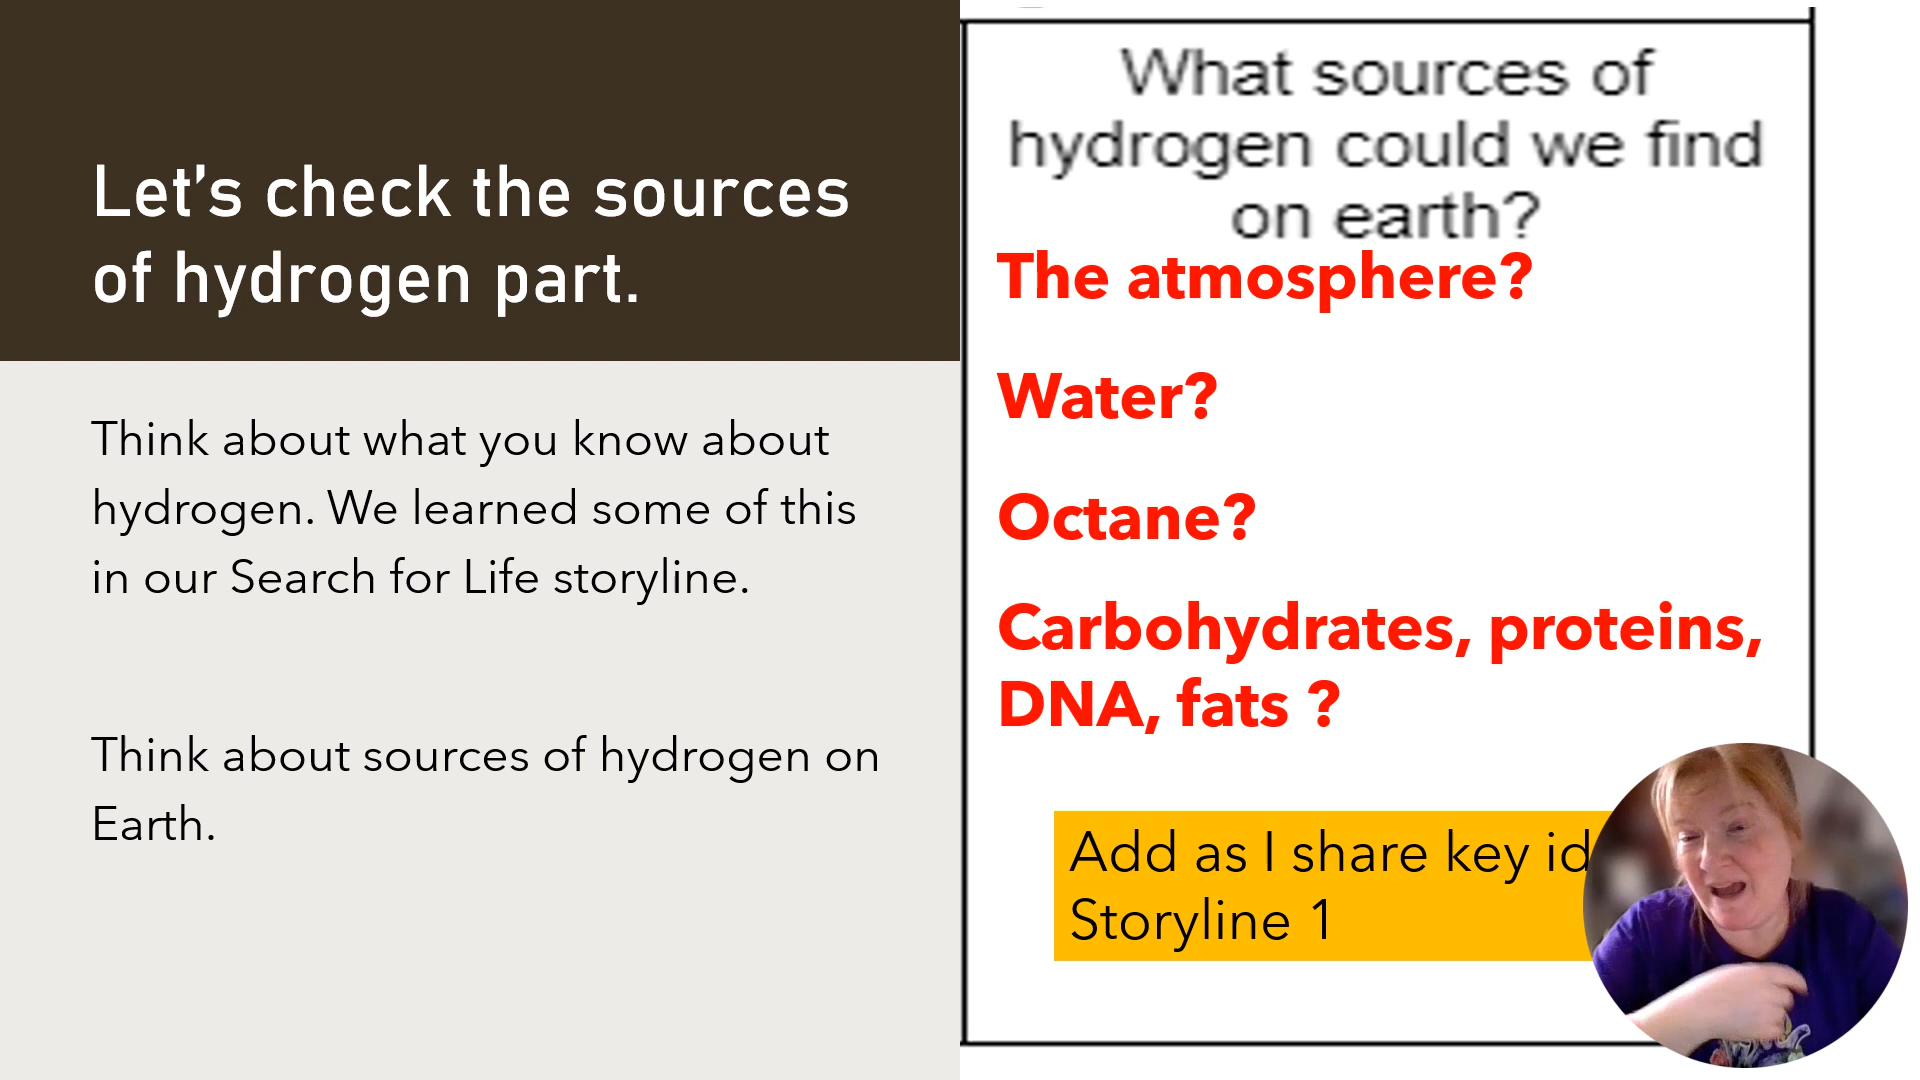 Let’s check the sources
of hydrogen part.
Think about what you know about
hydrogen. We learned some of this
in our Search for Life storyline.
Think about sources of hydrogen on
Earth.
What sources of
hydrogen could we find
on earth?
The atmosphere?
Water?
Octane?
Carbohydrates, proteins,
DNA, fats ?
Add as I share key
Storyline 1